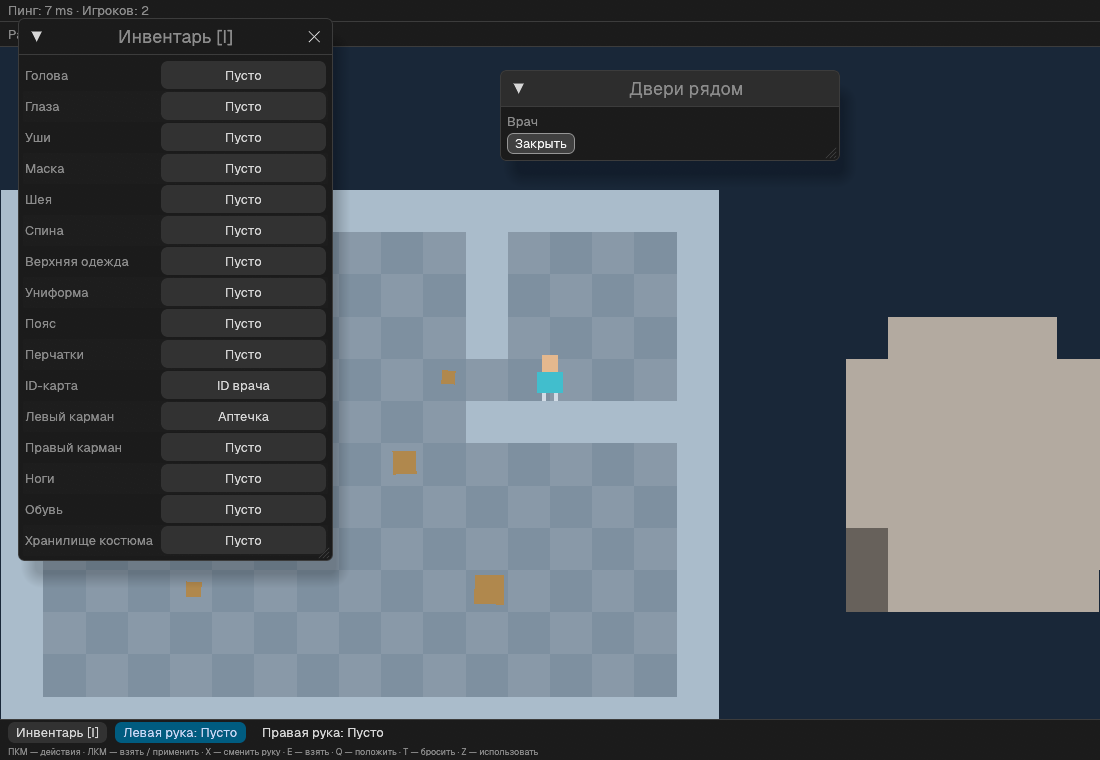 Пинг: 7 ms · Игроков: 2
Инвентарь [I]
Голова Пусто
Глаза Пусто
Уши Пусто
Маска Пусто
Шея Пусто
Спина Пусто
Верхняя одежда Пусто
Униформа Пусто
Пояс Пусто
Перчатки Пусто
ID-карта ID врача
Левый карман Аптечка
Правый карман Пусто
Ноги Пусто
Обувь Пусто
Хранилище костюма Пусто
Двери рядом
Врач
Закрыть
Инвентарь [I] Левая рука: Пусто Правая рука: Пусто
ПКМ — действия · ЛКМ — взять / применить · X — сменить руку · E — взять · Q — положить · T — бросить · Z — использовать